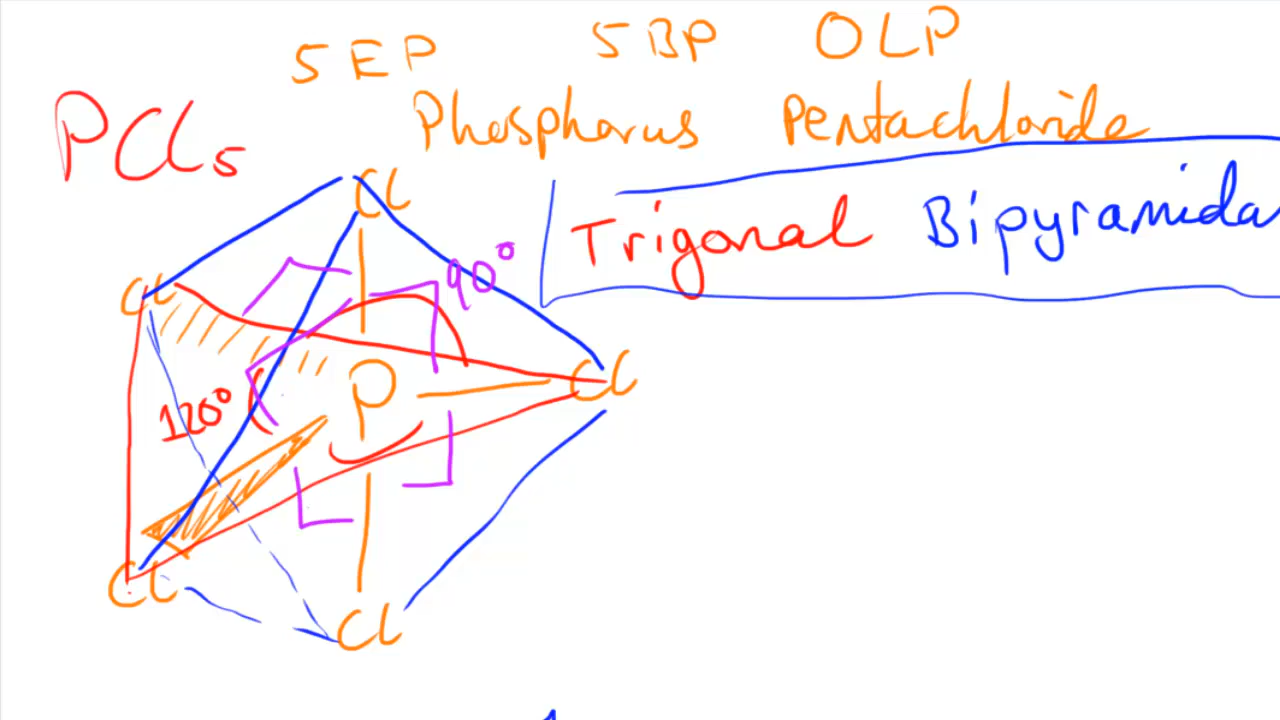 5EP 5BP OLP
PCl5 Phosphorus Pentachloride
Cl
Trigonal Bipyramida
90°
Cl
P Cl
120°
Cl
Cl